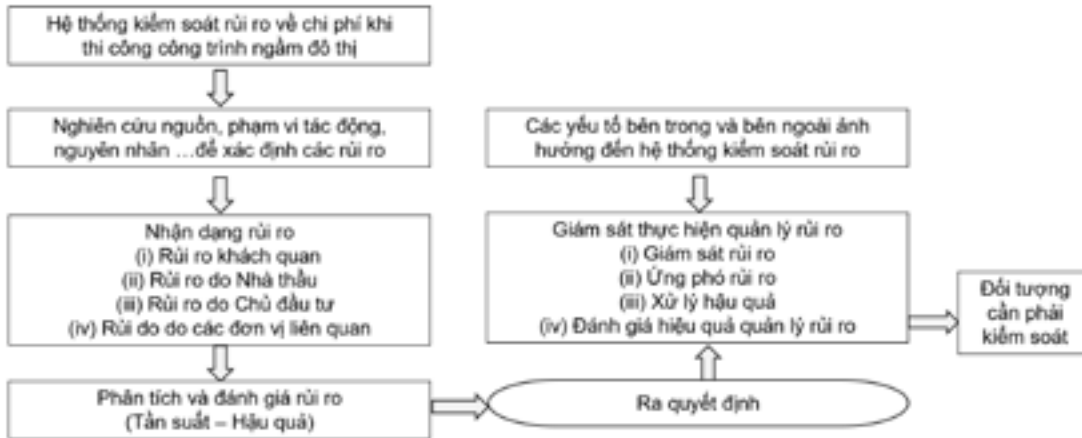 Hệ thống kiểm soát rủi ro về chi phí khi
thi công công trình ngầm đô thị
Nghiên cứu nguồn, phạm vi tác động,
nguyên nhân …để xác định các rủi ro
Nhận dạng rủi ro
(i) Rủi ro khách quan
(ii) Rủi ro do Nhà thầu
(iii) Rủi ro do Chủ đầu tư
(iv) Rủi do do các đơn vị liên quan
Phân tích và đánh giá rủi ro
(Tần suất – Hậu quả)
Các yếu tố bên trong và bên ngoài ảnh
hưởng đến hệ thống kiểm soát rủi ro
Giám sát thực hiện quản lý rủi ro
(i) Giám sát rủi ro
(ii) Ứng phó rủi ro
(iii) Xử lý hậu quả
(iv) Đánh giá hiệu quả quản lý rủi ro
Ra quyết định
Đối tượng
cần phải
kiểm soát